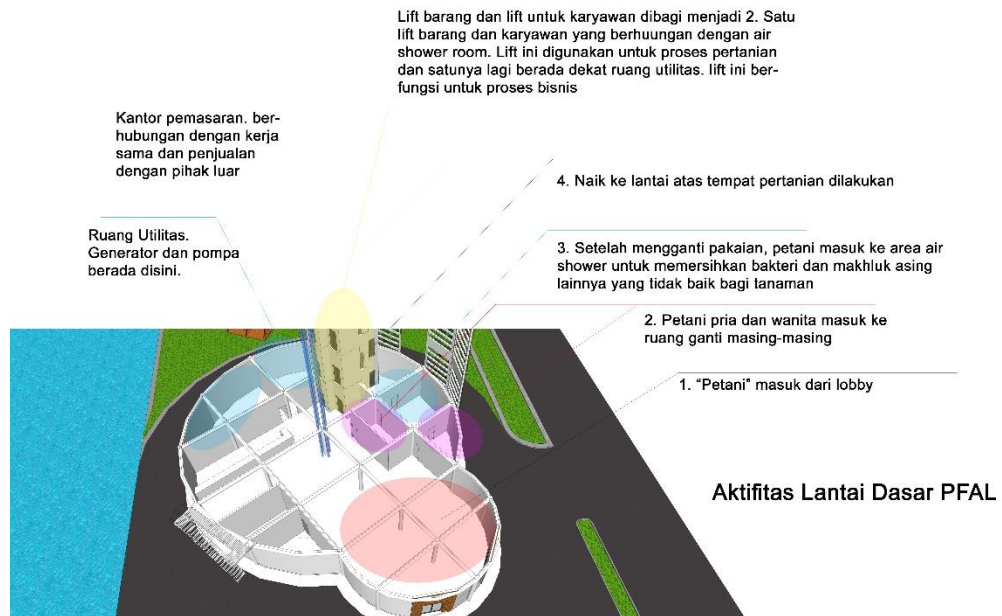 Lift barang dan lift untuk karyawan dibagi menjadi 2. Satu
lift barang dan karyawan yang berhuungan dengan air
shower room. Lift ini digunakan untuk proses pertanian
dan satunya lagi berada dekat ruang utilitas. lift ini ber-
fungsi untuk proses bisnis
Kantor pemasaran. ber-
hubungan dengan kerja
sama dan penjualan
dengan pihak luar
Ruang Utilitas.
Generator dan pompa
berada disini.
4. Naik ke lantai atas tempat pertanian dilakukan
3. Setelah mengganti pakaian, petani masuk ke area air
shower untuk memersihkan bakteri dan makhluk asing
lainnya yang tidak baik bagi tanaman
2. Petani pria dan wanita masuk ke
ruang ganti masing-masing
1. “Petani” masuk dari lobby
Aktifitas Lantai Dasar PFAL